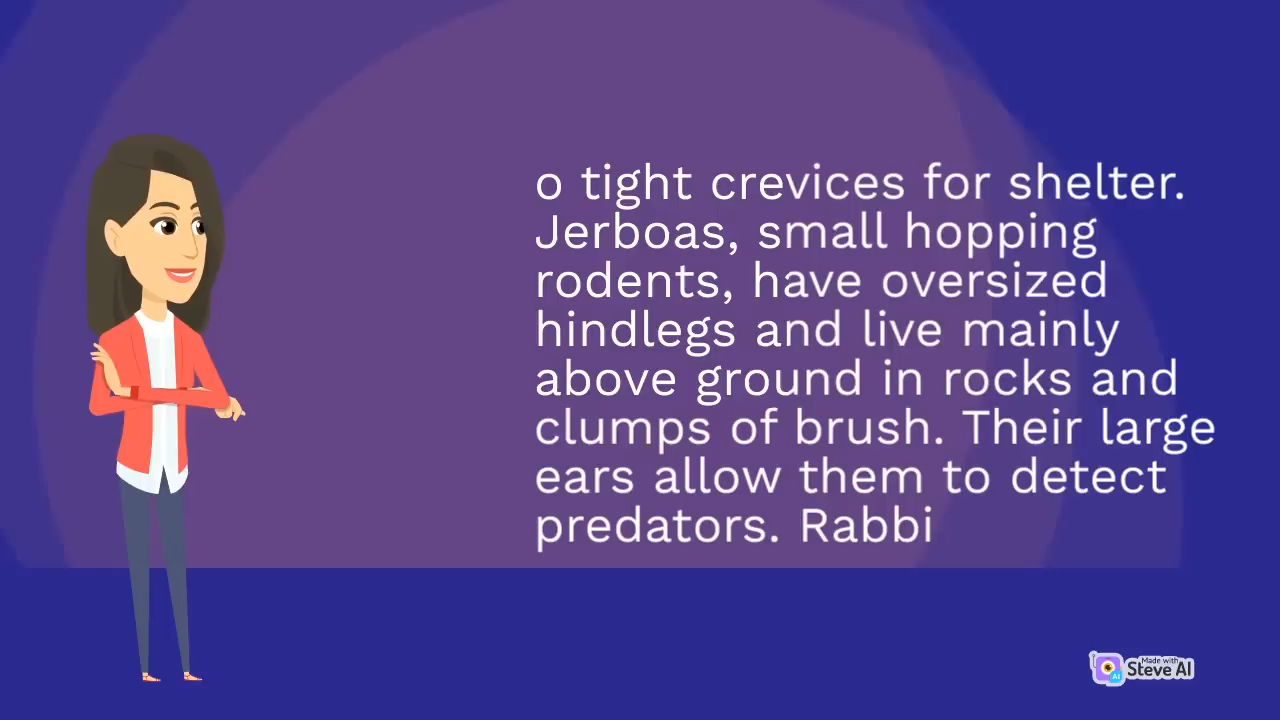 o tight crevices for shelter.
Jerboas, small hopping
rodents, have oversized
hindlegs and live mainly
above ground in rocks and
clumps of brush. Their large
ears allow them to detect
predators. Rabbi
Made with
Steve AI
AI